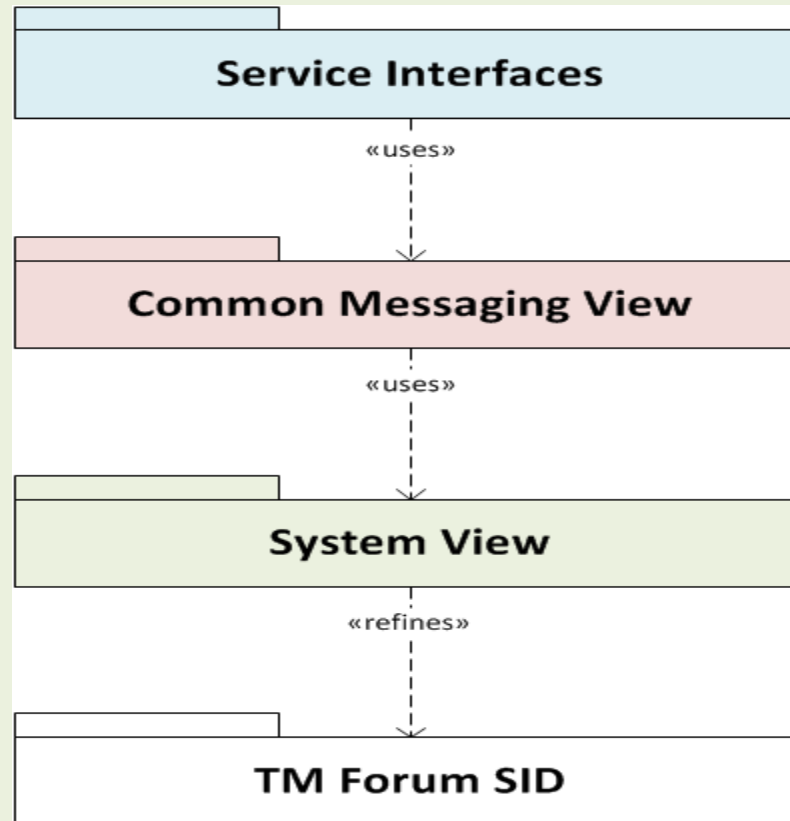 Service Interfaces
«uses»
Common Messaging View
«uses»
System View
«refines»
TM Forum SID